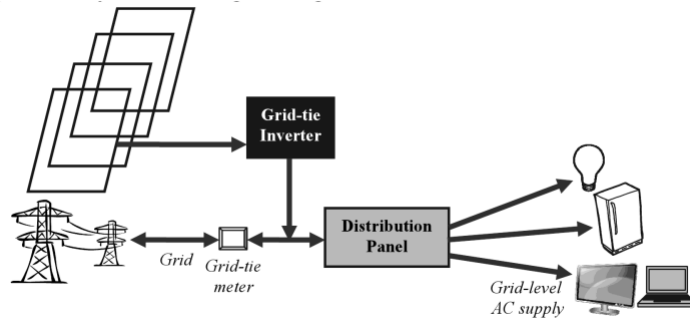 Grid-tie
Inverter
Distribution
Panel
Grid
Grid-tie
meter
Grid-level
AC supply